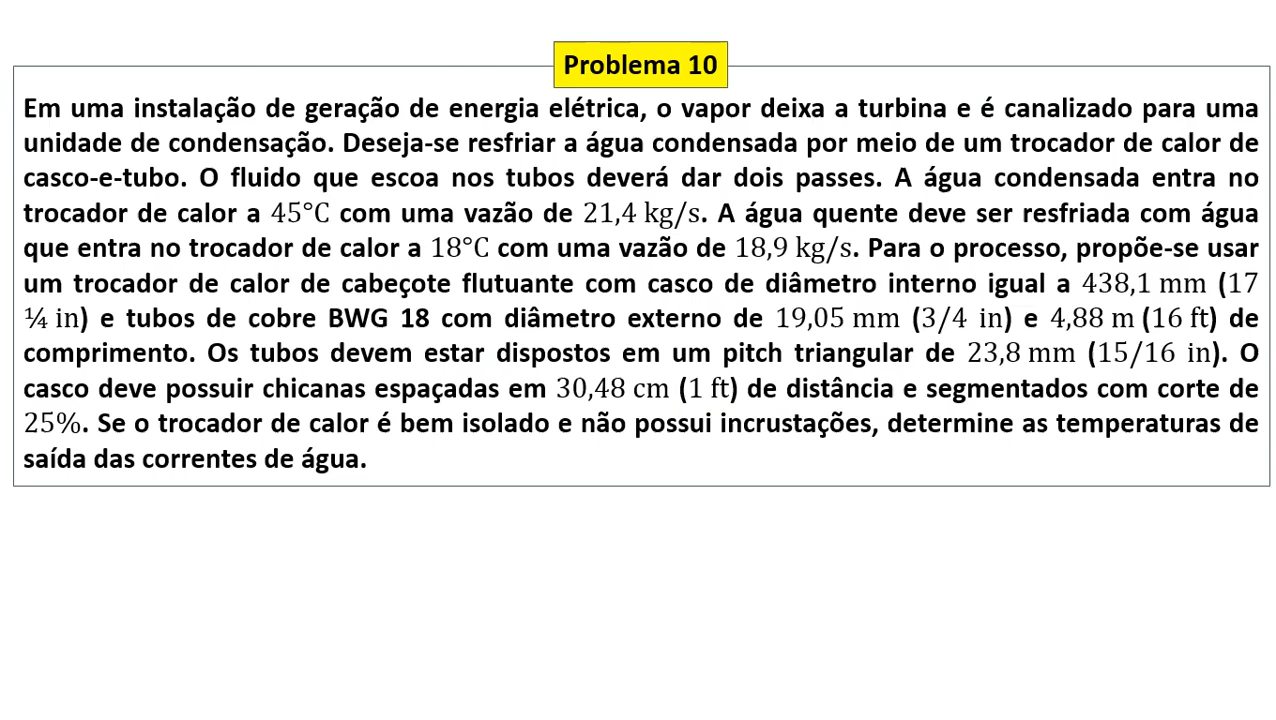 Problema 10
Em uma instalação de geração de energia elétrica, o vapor deixa a turbina e é canalizado para uma
unidade de condensação. Deseja-se resfriar a água condensada por meio de um trocador de calor de
casco-e-tubo. O fluido que escoa nos tubos deverá dar dois passes. A água condensada entra no
trocador de calor a 45°C com uma vazão de 21,4 kg/s. A água quente deve ser resfriada com água
que entra no trocador de calor a 18°C com uma vazão de 18,9 kg/s. Para o processo, propõe-se usar
um trocador de calor de cabeçote flutuante com casco de diâmetro interno igual a 438,1 mm (17
¼ in) e tubos de cobre BWG 18 com diâmetro externo de 19,05 mm (3/4 in) e 4,88 m (16 ft) de
comprimento. Os tubos devem estar dispostos em um pitch triangular de 23,8 mm (15/16 in). O
casco deve possuir chicanas espaçadas em 30,48 cm (1 ft) de distância e segmentados com corte de
25%. Se o trocador de calor é bem isolado e não possui incrustações, determine as temperaturas de
saída das correntes de água.